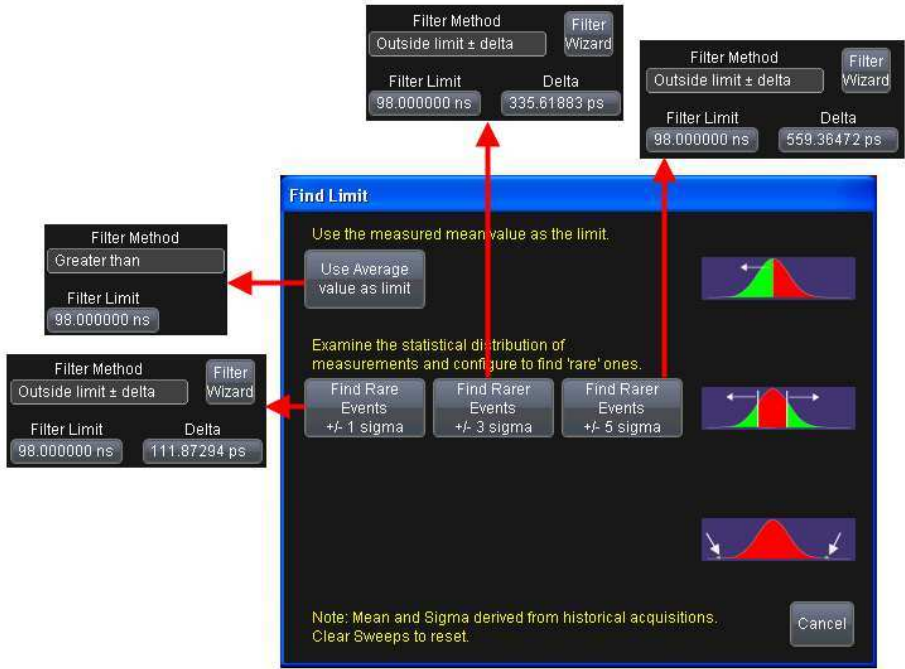 Filter Method
Filter
Wizard
Outside limit ± delta
Filter Limit
Delta
98.000000 ns
335.61883 ps
Filter Method
Filter
Wizard
Outside limit ± delta
Filter Limit
Delta
98.000000 ns
559.36472 ps
Find Limit
Use the measured mean value as the limit.
Use Average
value as limit
Filter Method
Greater than
Filter Limit
98.000000 ns
Examine the statistical distribution of
measurements and configure to find 'rare' ones.
Filter Method
Filter
Wizard
Outside limit ± delta
Filter Limit
Delta
98.000000 ns
111.87294 ps
Find Rare
Events
+/- 1 sigma
Find Rarer
Events
+/- 3 sigma
Find Rarer
Events
+/- 5 sigma
Note: Mean and Sigma derived from historical acquisitions.
Clear Sweeps to reset.
Cancel